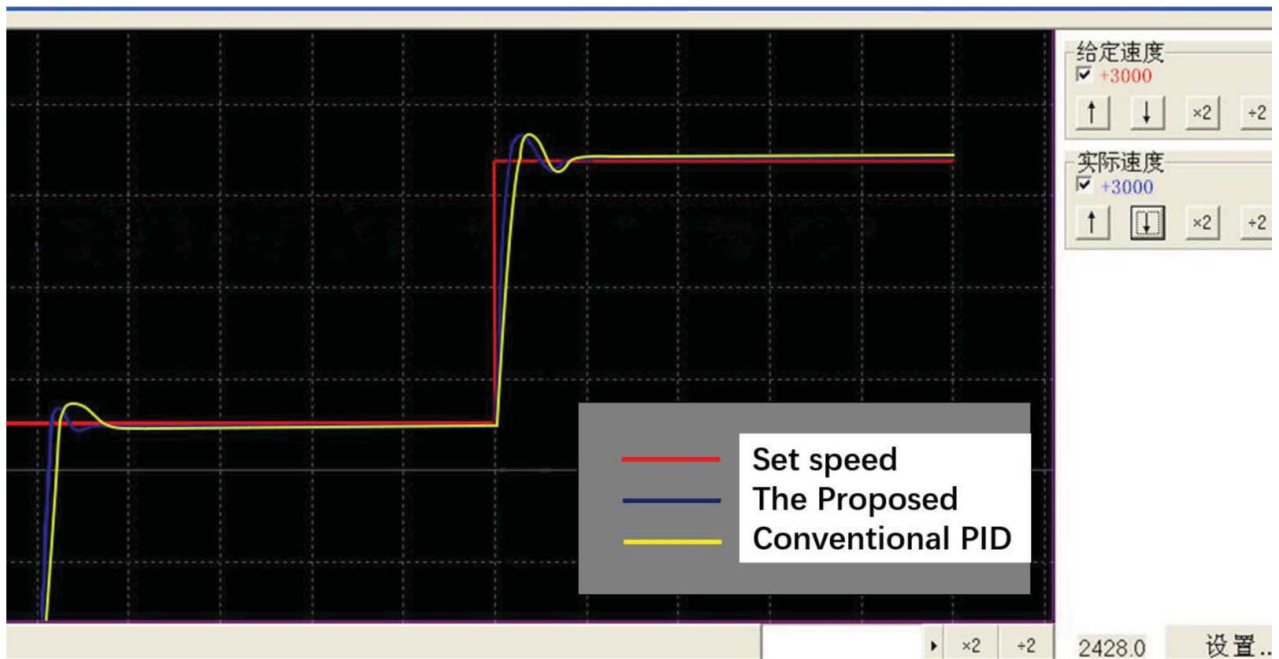 给定速度
+3000
↑ ↓ ×2 ÷2
实际速度
+3000
↑ ↓ ×2 ÷2
Set speed
The Proposed
Conventional PID
×2 ÷2 2428.0 设置..